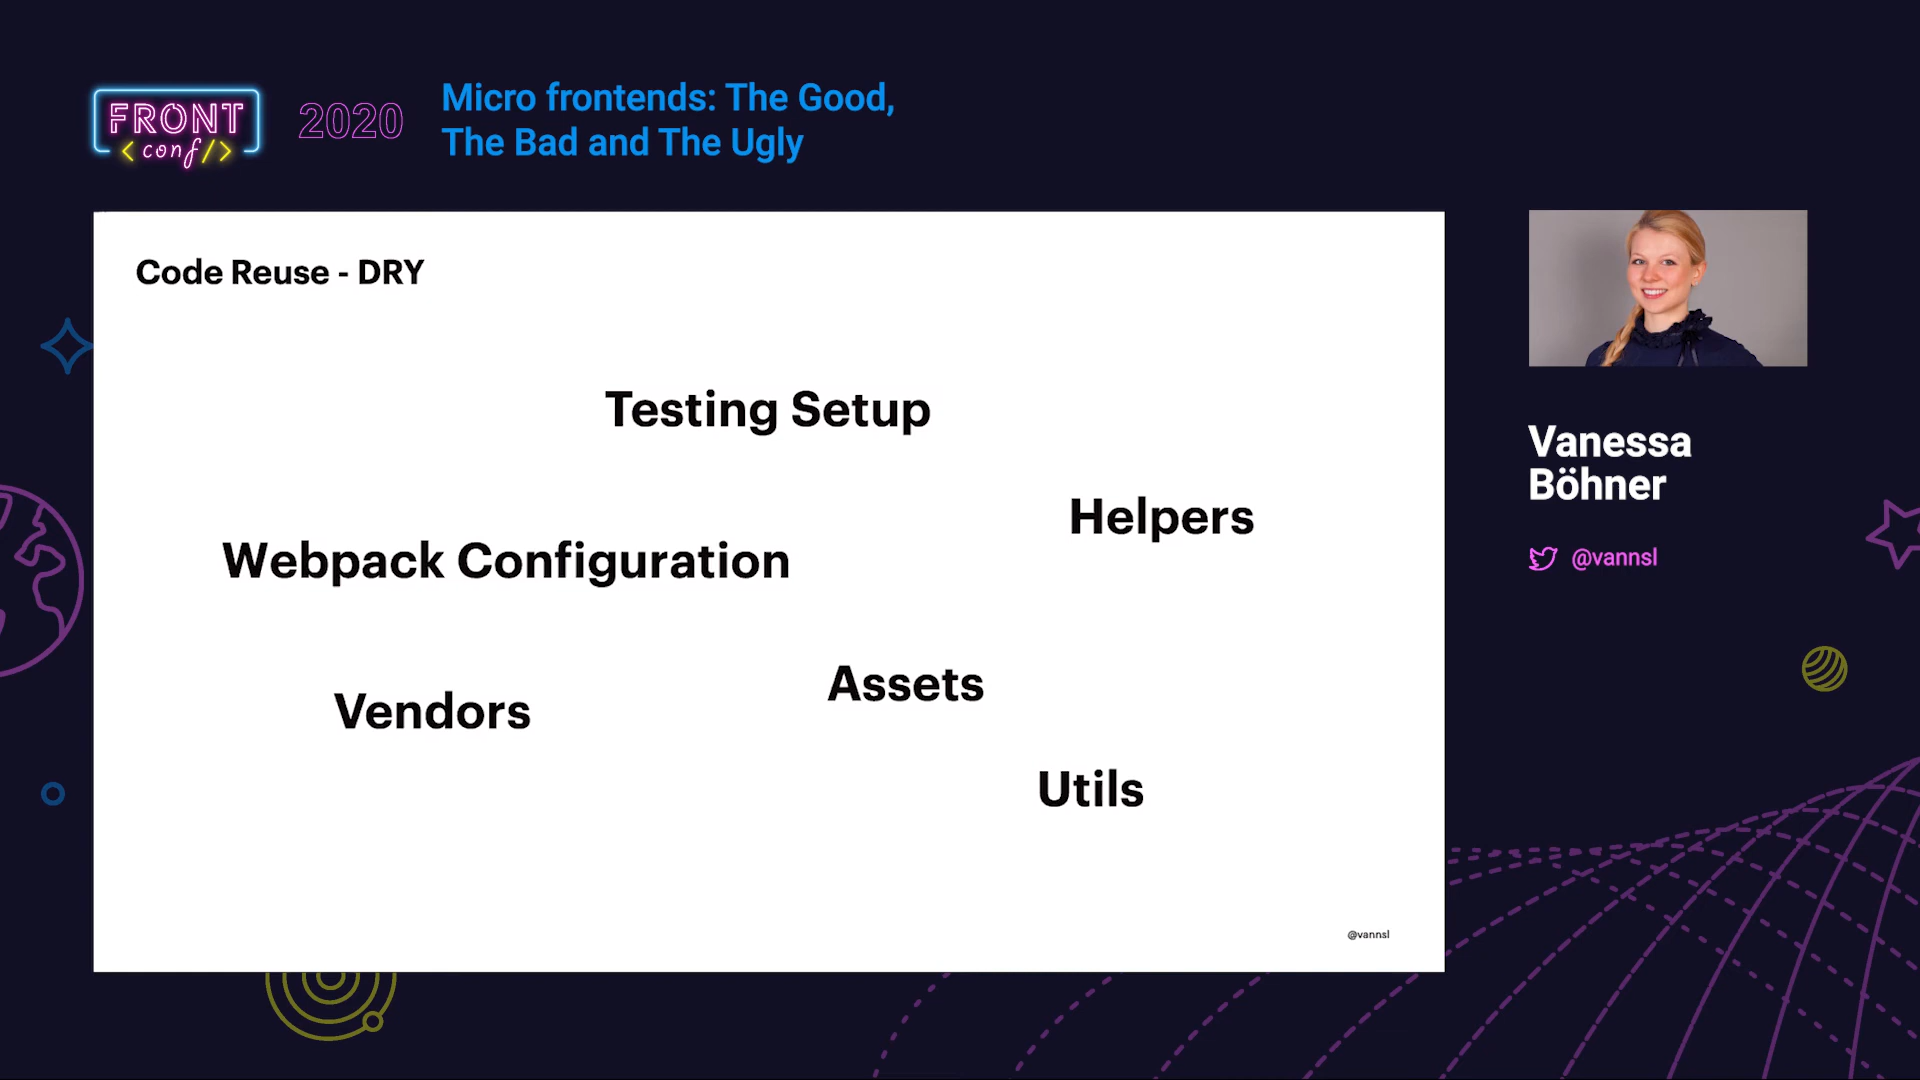 FRONT
<conf/>
2020
Micro frontends: The Good,
The Bad and The Ugly
Code Reuse - DRY
Testing Setup
Helpers
Webpack Configuration
Assets
Vendors
Utils
@vannsl
Vanessa
Böhner
@vannsl